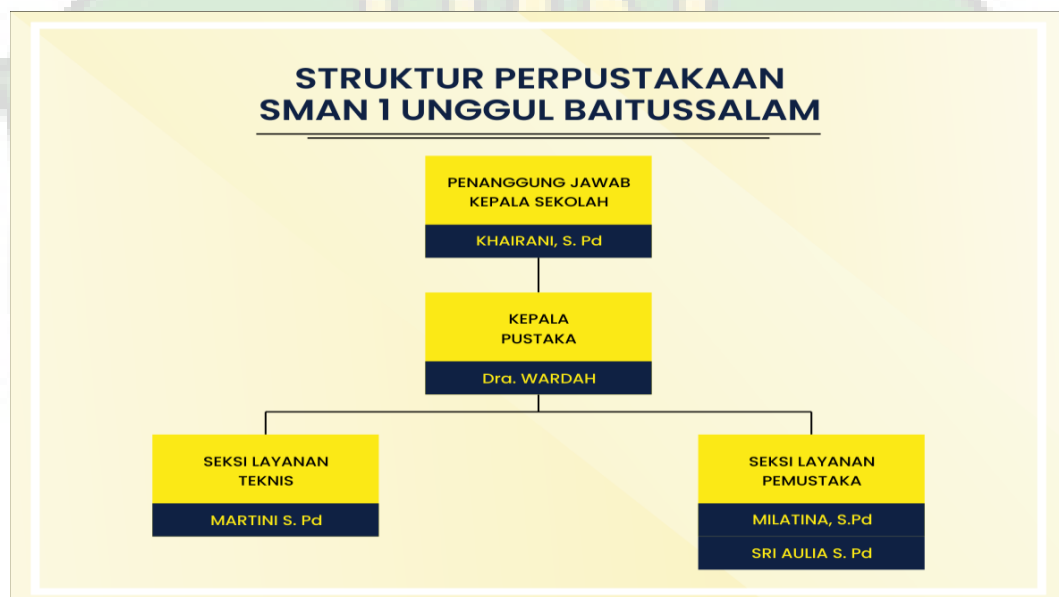 STRUKTUR PERPUSTAKAAN
SMAN 1 UNGGUL BAITUSSALAM
PENANGGUNG JAWAB
KEPALA SEKOLAH
KHAIRANI, S. Pd
KEPALA
PUSTAKA
Dra. WARDAH
SEKSI LAYANAN
TEKNIS
MARTINI S. Pd
SEKSI LAYANAN
PEMUSTAKA
MILATINA, S.Pd
SRI AULIA S. Pd